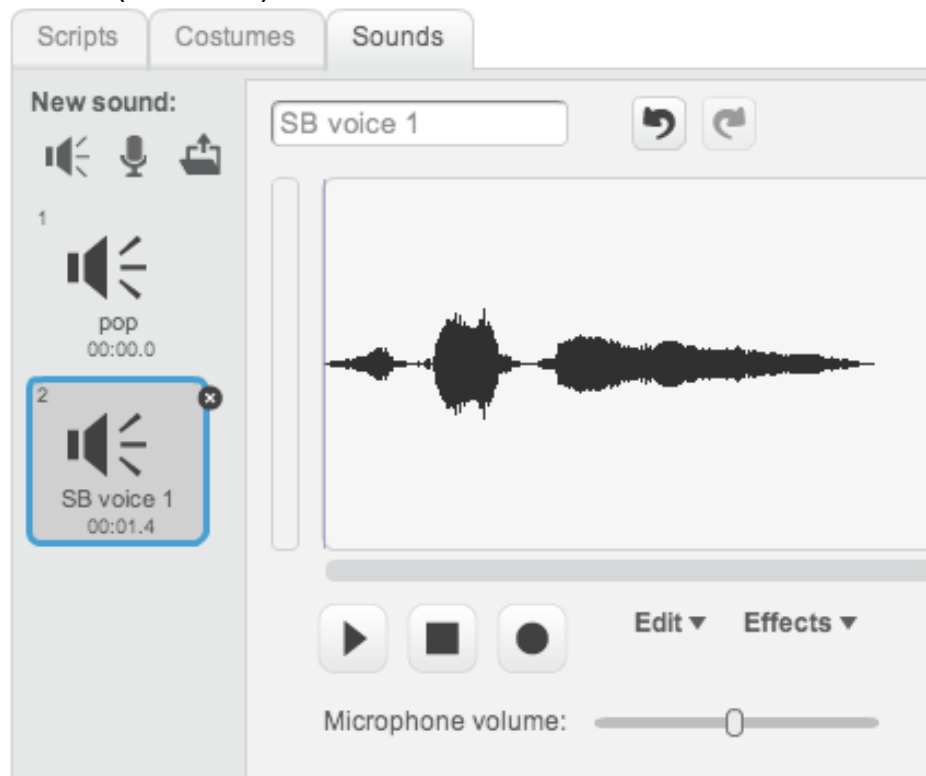 Scripts Costumes Sounds
New sound:
SB voice 1
1
pop
00:00.0
2
SB voice 1
00:01.4
Edit Effects
Microphone volume: